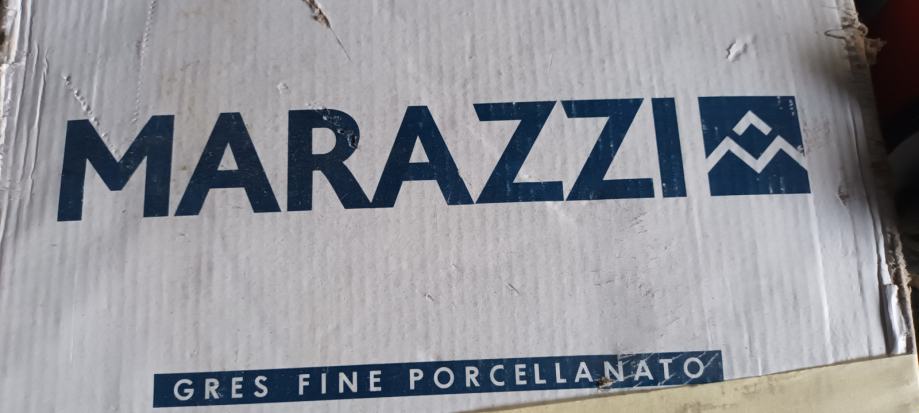 MARAZZI
GRES FINE PORCELLANATO